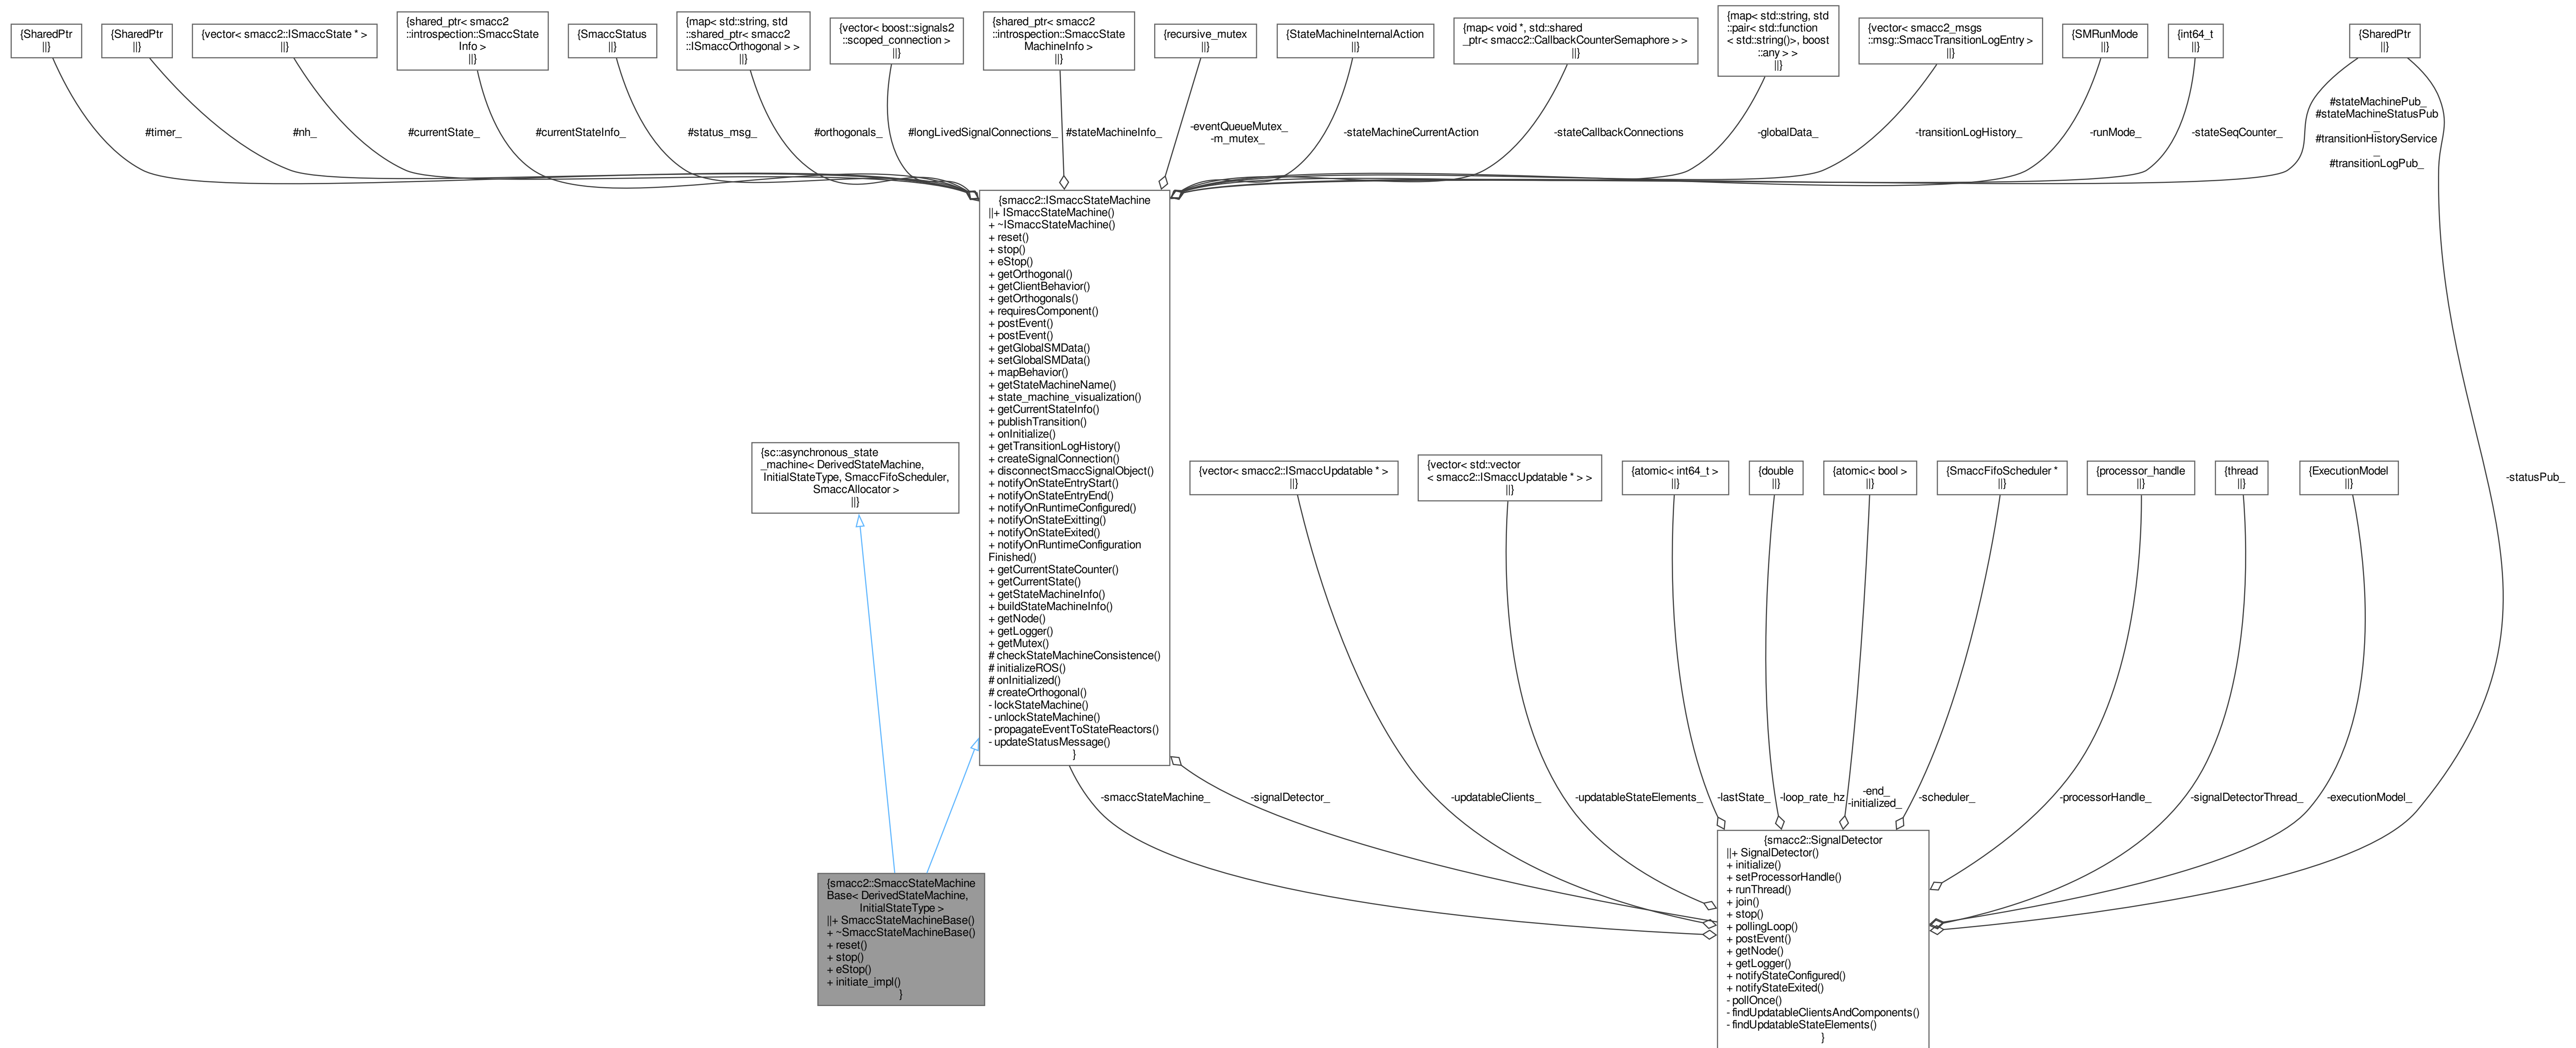 {SharedPtr
||}
{SharedPtr
||}
{vector< smacc2::ISmaccState * >
||}
{shared_ptr< smacc2
::introspection::SmaccState
Info >
||}
{SmaccStatus
||}
{map< std::string, std
::shared_ptr< smacc2
::ISmaccOrthogonal > >
||}
{vector< boost::signals2
::scoped_connection >
||}
{shared_ptr< smacc2
::introspection::SmaccState
MachineInfo >
||}
{recursive_mutex
||}
{StateMachineInternalAction
||}
{map< void *, std::shared
_ptr< smacc2::CallbackCounterSemaphore > >
||}
{map< std::string, std
::pair< std::function
< std::string()>, boost
::any > >
||}
{vector< smacc2_msgs
::msg::SmaccTransitionLogEntry >
||}
{SMRunMode
||}
{int64_t
||}
{SharedPtr
||}
#timer_
#nh_
#currentState_
#currentStateInfo_
#status_msg_
#orthogonals_
#longLivedSignalConnections_
#stateMachineInfo_
-eventQueueMutex_
-m_mutex_
-stateMachineCurrentAction
-stateCallbackConnections
-globalData_
-transitionLogHistory_
-runMode_
-stateSeqCounter_
#stateMachinePub_
#stateMachineStatusPub
_
#transitionHistoryService
_
#transitionLogPub_
{smacc2::ISmaccStateMachine
||+ ISmaccStateMachine()
+ ~ISmaccStateMachine()
+ reset()
+ stop()
+ eStop()
+ getOrthogonal()
+ getClientBehavior()
+ getOrthogonals()
+ requiresComponent()
+ postEvent()
+ postEvent()
+ getGlobalSMData()
+ setGlobalSMData()
+ mapBehavior()
+ getStateMachineName()
+ state_machine_visualization()
+ getCurrentStateInfo()
+ publishTransition()
+ onInitialize()
+ getTransitionLogHistory()
+ createSignalConnection()
+ disconnectSmaccSignalObject()
+ notifyOnStateEntryStart()
+ notifyOnStateEntryEnd()
+ notifyOnRuntimeConfigured()
+ notifyOnStateExitting()
+ notifyOnStateExited()
+ notifyOnRuntimeConfiguration
Finished()
+ getCurrentStateCounter()
+ getCurrentState()
+ getStateMachineInfo()
+ buildStateMachineInfo()
+ getNode()
+ getLogger()
+ getMutex()
# checkStateMachineConsistence()
# initializeROS()
# onInitialized()
# createOrthogonal()
- lockStateMachine()
- unlockStateMachine()
- propagateEventToStateReactors()
- updateStatusMessage()
}
{sc::asynchronous_state
_machine< DerivedStateMachine,
InitialStateType, SmaccFifoScheduler,
SmaccAllocator >
||}
{vector< smacc2::ISmaccUpdatable * >
||}
{vector< std::vector
< smacc2::ISmaccUpdatable * > >
||}
{atomic< int64_t >
||}
{double
||}
{atomic< bool >
||}
{SmaccFifoScheduler *
||}
{processor_handle
||}
{thread
||}
{ExecutionModel
||}
-statusPub_
-smaccStateMachine_
-signalDetector_
-updatableClients_
-updatableStateElements_
-lastState_
-loop_rate_hz
-end_
-initialized_
-scheduler_
-processorHandle_
-signalDetectorThread_
-executionModel_
{smacc2::SmaccStateMachine
Base< DerivedStateMachine,
InitialStateType >
||+ SmaccStateMachineBase()
+ ~SmaccStateMachineBase()
+ reset()
+ stop()
+ eStop()
+ initiate_impl()
}
{smacc2::SignalDetector
||+ SignalDetector()
+ initialize()
+ setProcessorHandle()
+ runThread()
+ join()
+ stop()
+ pollingLoop()
+ postEvent()
+ getNode()
+ getLogger()
+ notifyStateConfigured()
+ notifyStateExited()
- pollOnce()
- findUpdatableClientsAndComponents()
- findUpdatableStateElements()
}